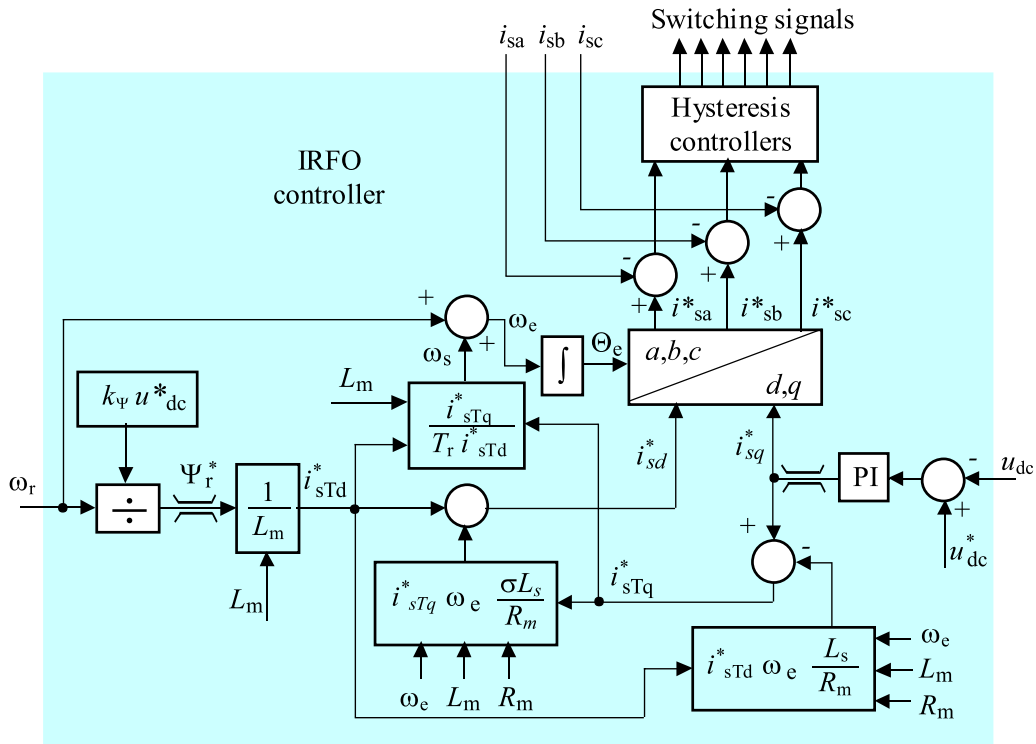 Switching signals
isa isb isc
Hysteresis
controllers
IRFO
controller
- - -
+ + +
i*sa i*sb i*sc
+ ωe
+
ωs
∫ Θe
a,b,c
d,q
kΨ u*dc
Lm
i*sTq
Tr i*sTd
i*sd i*sq
ωr
÷
Ψr*
1
Lm
i*sTd
PI
- udc
+
u*dc
Lm
+ -
i*sTq
i*sTq ωe σLs
Rm
ωe Lm Rm
i*sTd ωe Ls
Rm
ωe
Lm
Rm